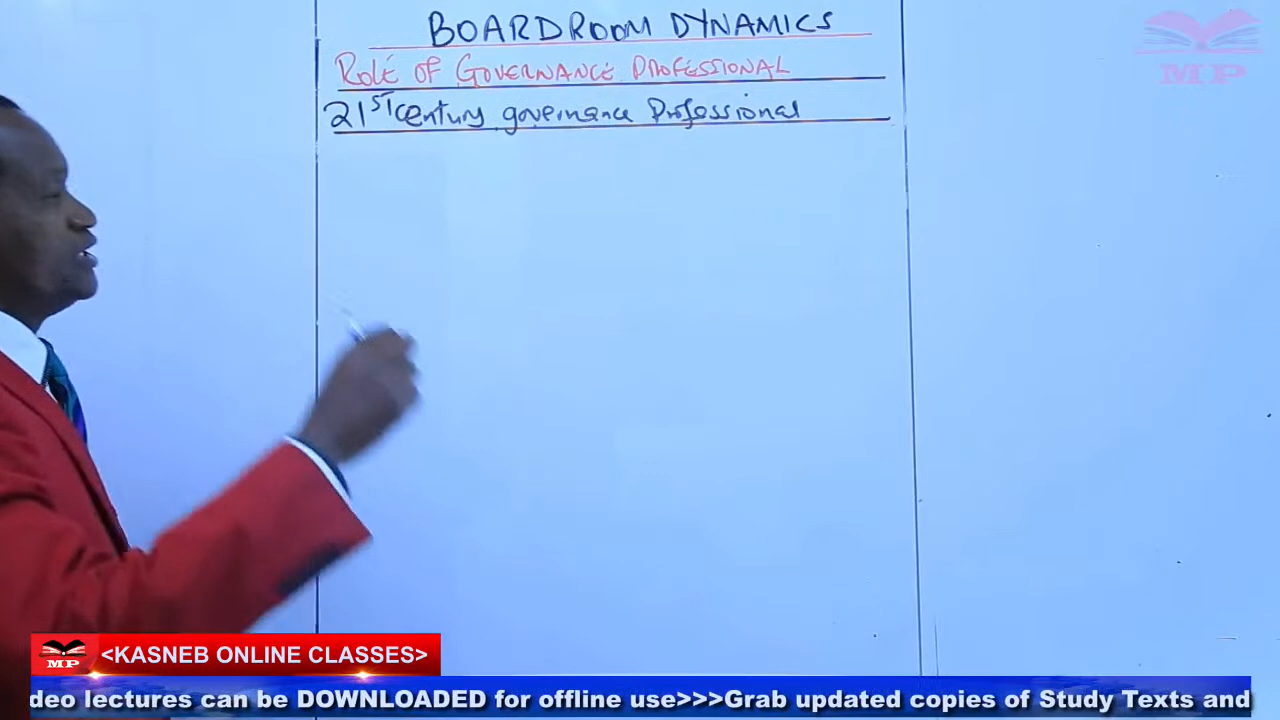 BOARDROOM DYNAMICS
ROLE OF GOVERNANCE PROFESSIONAL
21ST century governance Professional
MP
MP
<KASNEB ONLINE CLASSES>
deo lectures can be DOWNLOADED for offline use>>>Grab updated copies of Study Texts and